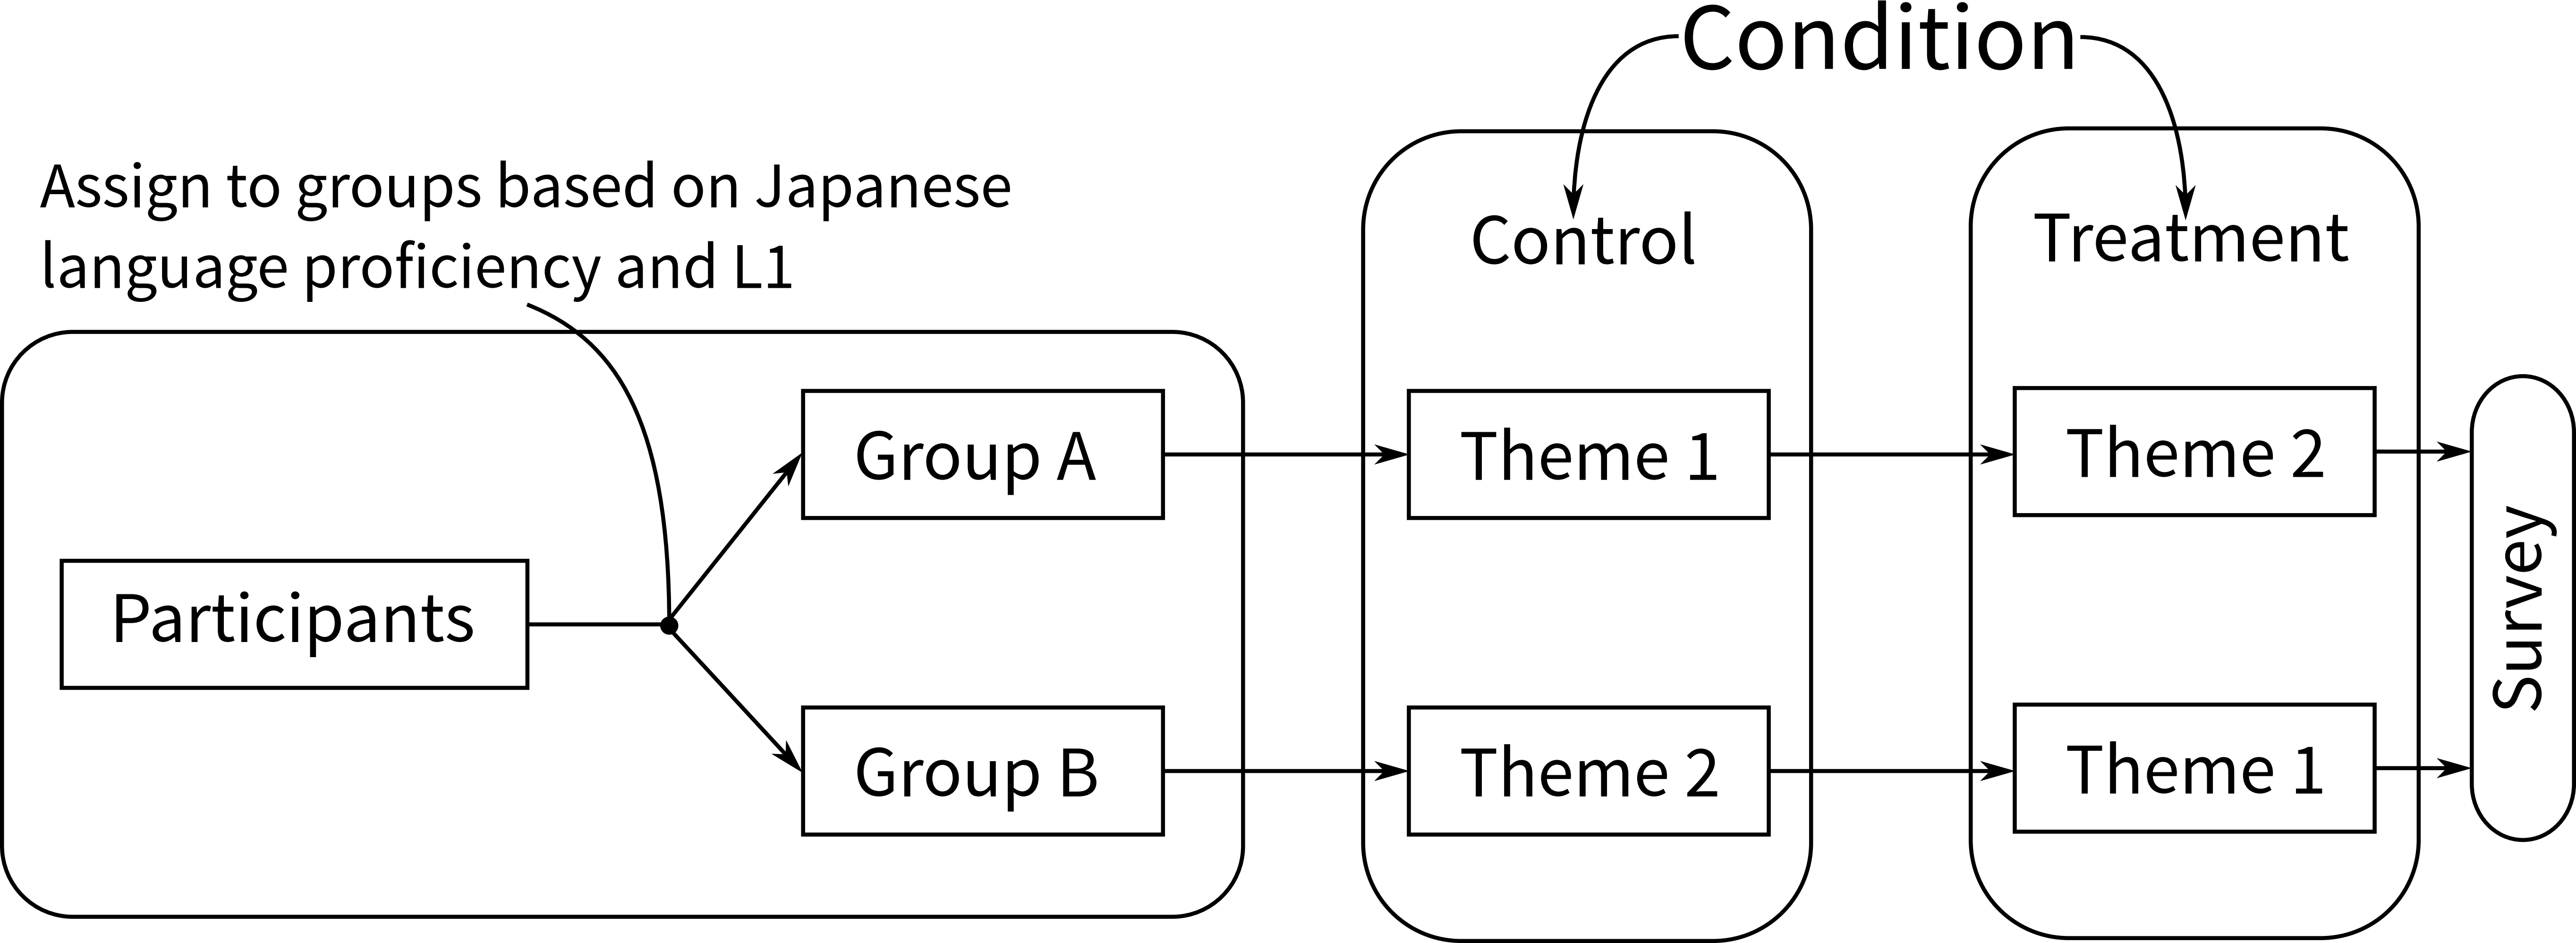 Condition
Assign to groups based on Japanese
language proficiency and L1
Control
Treatment
Participants
Group A
Theme 1
Theme 2
Group B
Theme 2
Theme 1
Survey